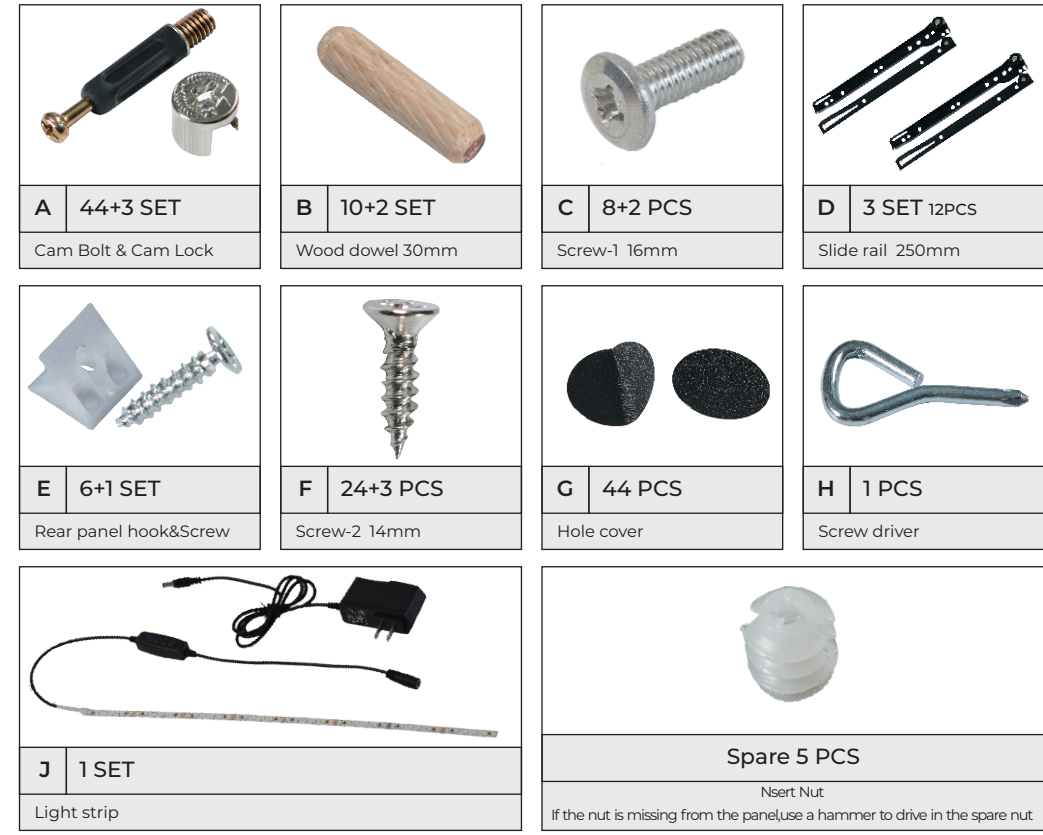 A 44+3 SET
Cam Bolt & Cam Lock
B 10+2 SET
Wood dowel 30mm
C 8+2 PCS
Screw-1 16mm
D 3 SET 12PCS
Slide rail 250mm
E 6+1 SET
Rear panel hook&Screw
F 24+3 PCS
Screw-2 14mm
G 44 PCS
Hole cover
H 1 PCS
Screw driver
J 1 SET
Light strip
Spare 5 PCS
Nsert Nut
If the nut is missing from the panel,use a hammer to drive in the spare nut